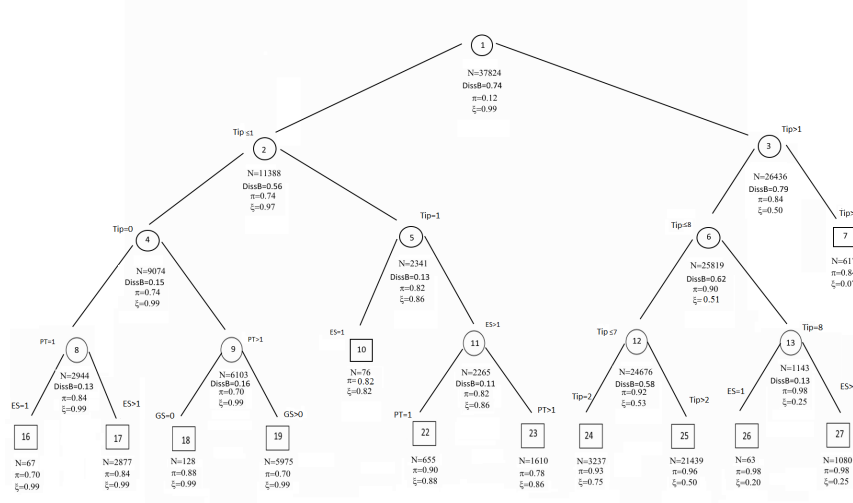 1
N=37824
DissB=0.74
π=0.12
ξ=0.99
Tip ≤1
2
N=11388
DissB=0.56
π=0.74
ξ=0.97
Tip>1
3
N=26436
DissB=0.79
π=0.84
ξ=0.50
Tip=0
4
N=9074
DissB=0.15
π=0.74
ξ=0.99
Tip=1
5
N=2341
DissB=0.13
π=0.82
ξ=0.86
Tip≤8
6
N=25819
DissB=0.62
π=0.90
ξ= 0.51
Tip>
7
N=617
π=0.84
ξ=0.07
PT=1
8
N=2944
DissB=0.13
π=0.84
ξ=0.99
PT>1
9
N=6103
DissB=0.16
π=0.70
ξ=0.99
ES=1
10
N=76
π= 0.82
ξ=0.82
ES>1
11
N=2265
DissB=0.11
π=0.82
ξ=0.86
Tip ≤7
12
N=24676
DissB=0.58
π=0.92
ξ=0.53
Tip=8
13
N=1143
DissB=0.13
π=0.98
ξ=0.25
ES=1
16
N=67
π=0.70
ξ=0.99
ES>1
17
N=2877
π=0.84
ξ=0.99
GS=0
18
N=128
π=0.88
ξ=0.99
GS>0
19
N=5975
π=0.70
ξ=0.99
PT=1
22
N=655
π=0.90
ξ=0.88
PT>1
23
N=1610
π=0.78
ξ=0.86
Tip=2
24
N=3237
π=0.93
ξ=0.75
Tip>2
25
N=21439
π=0.96
ξ=0.50
ES=1
26
N=63
π=0.98
ξ=0.20
ES>
27
N=1080
π=0.98
ξ=0.25